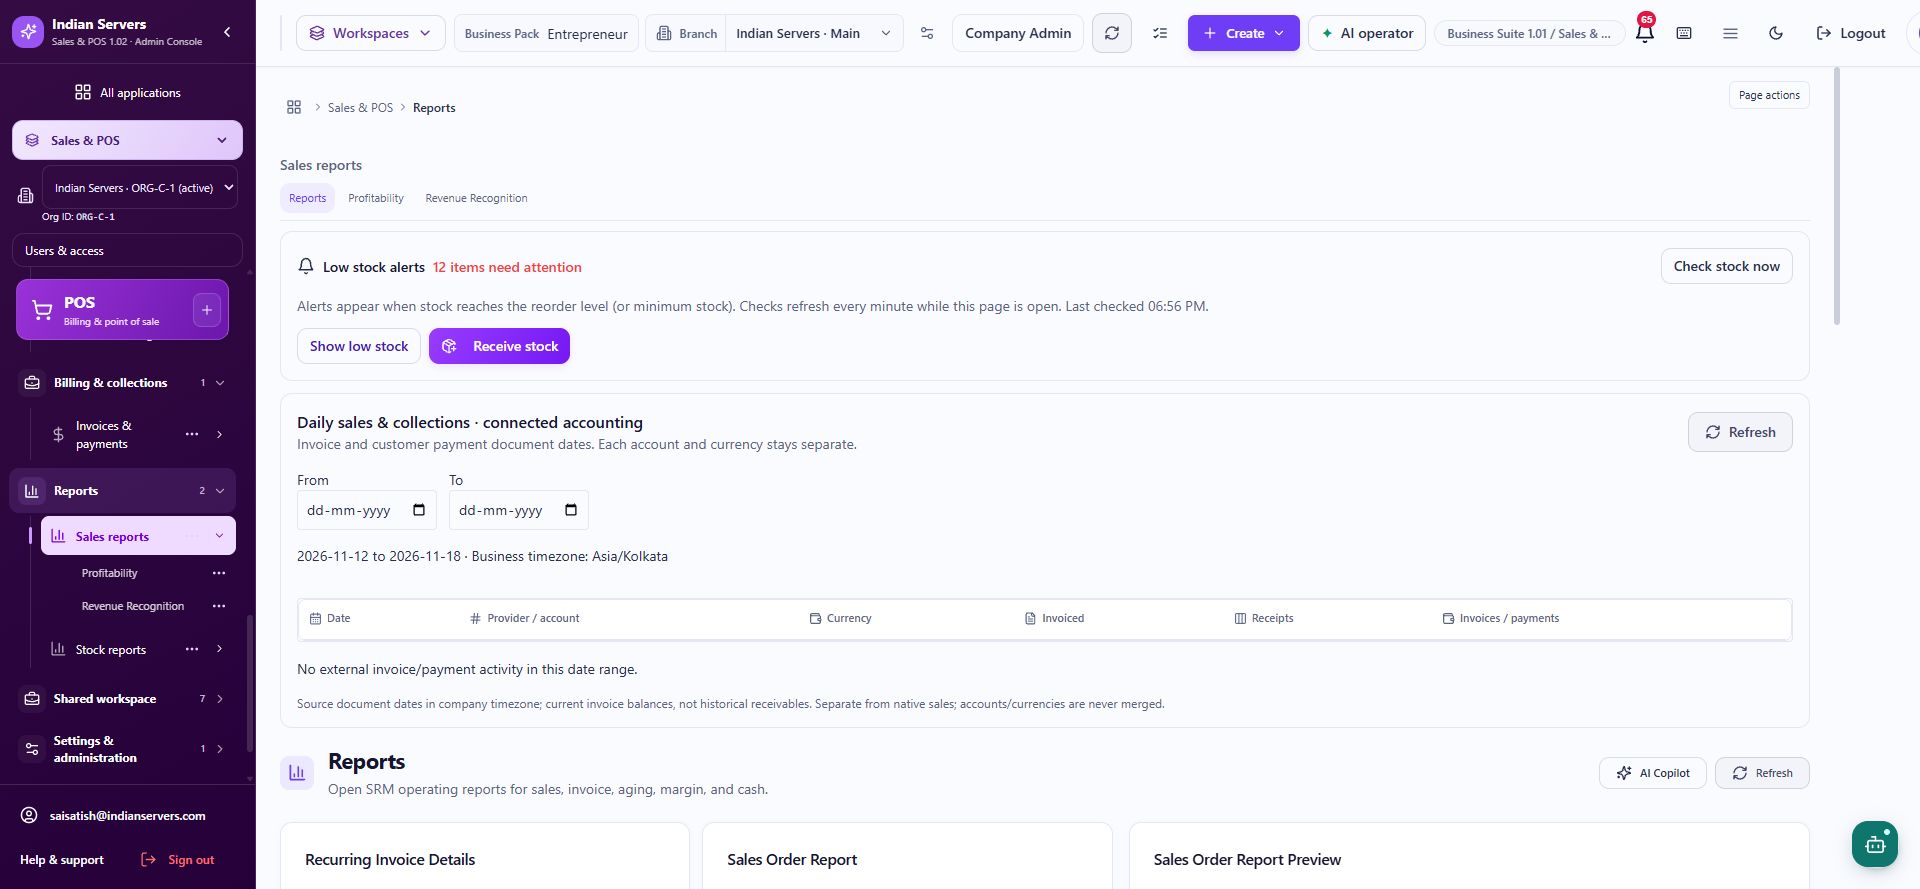 Indian Servers
Sales & POS 1.02 · Admin Console
All applications
Sales & POS
Indian Servers · ORG-C-1 (active)
Org ID: ORG-C-1
Users & access
POS
Billing & point of sale
Billing & collections 1
Invoices & payments
Reports 2
Sales reports
Profitability
Revenue Recognition
Stock reports
Shared workspace 7
Settings & administration 1
saisatish@indianservers.com
Help & support Sign out
Workspaces
Business Pack Entrepreneur
Branch Indian Servers · Main
Company Admin
Create
AI operator
Business Suite 1.01 / Sales & ...
65
Logout
Sales & POS Reports
Page actions
Sales reports
Reports Profitability Revenue Recognition
Low stock alerts 12 items need attention
Check stock now
Alerts appear when stock reaches the reorder level (or minimum stock). Checks refresh every minute while this page is open. Last checked 06:56 PM.
Show low stock Receive stock
Daily sales & collections · connected accounting
Invoice and customer payment document dates. Each account and currency stays separate.
Refresh
From To
dd-mm-yyyy dd-mm-yyyy
2026-11-12 to 2026-11-18 · Business timezone: Asia/Kolkata
Date Provider / account Currency Invoiced Receipts Invoices / payments
No external invoice/payment activity in this date range.
Source document dates in company timezone; current invoice balances, not historical receivables. Separate from native sales; accounts/currencies are never merged.
Reports
Open SRM operating reports for sales, invoice, aging, margin, and cash.
AI Copilot Refresh
Recurring Invoice Details Sales Order Report Sales Order Report Preview